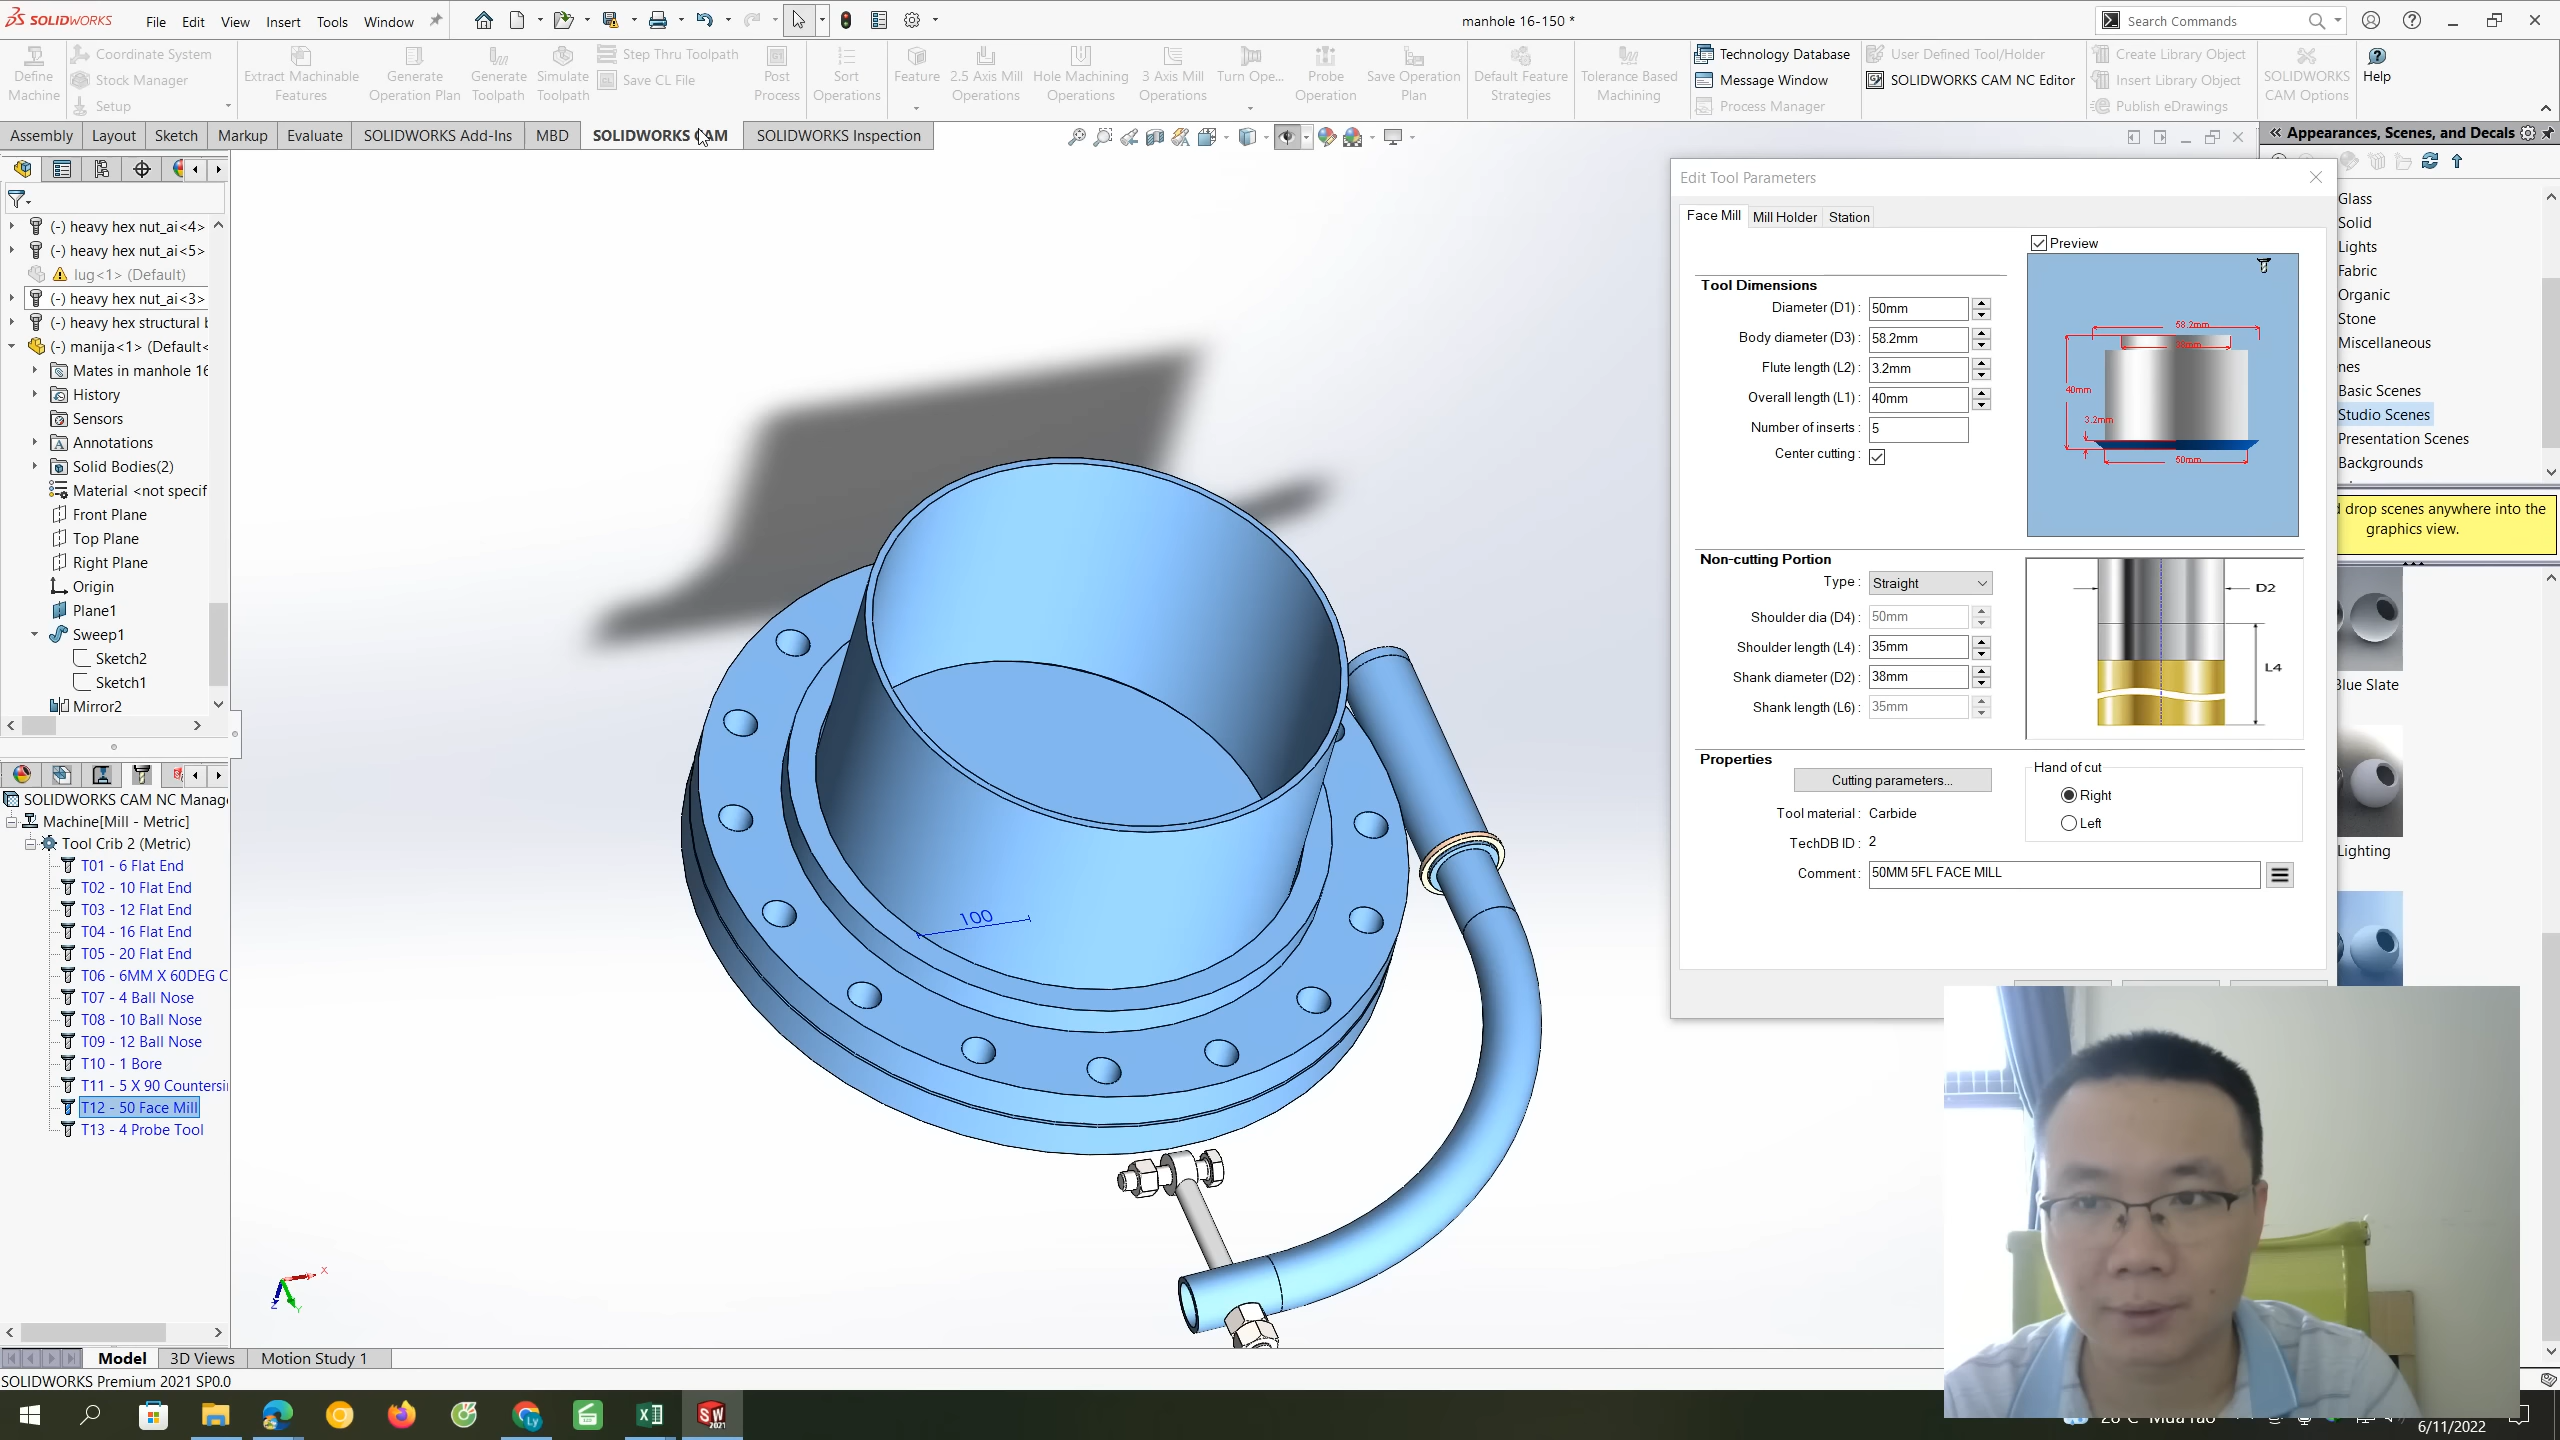 SOLIDWORKS File Edit View Insert Tools Window manhole 16-150 * Search Commands
Define Machine
Coordinate System
Stock Manager
Setup
Extract Machinable Features
Generate Operation Plan
Generate Toolpath
Simulate Toolpath
Step Thru Toolpath
Save CL File
Post Process
Sort Operations
Feature
2.5 Axis Mill Operations
Hole Machining Operations
3 Axis Mill Operations
Turn Ope...
Probe Operation
Save Operation Plan
Default Feature Strategies
Tolerance Based Machining
Technology Database
Message Window
Process Manager
User Defined Tool/Holder
SOLIDWORKS CAM NC Editor
Create Library Object
Insert Library Object
Publish eDrawings
SOLIDWORKS CAM Options
Help
Assembly Layout Sketch Markup Evaluate SOLIDWORKS Add-Ins MBD SOLIDWORKS CAM SOLIDWORKS Inspection
Appearances, Scenes, and Decals
(-) heavy hex nut_ai<4>
(-) heavy hex nut_ai<5>
lug<1> (Default)
(-) heavy hex nut_ai<3>
(-) heavy hex structural b
(-) manija<1> (Default<
Mates in manhole 16
History
Sensors
Annotations
Solid Bodies(2)
Material <not specif
Front Plane
Top Plane
Right Plane
Origin
Plane1
Sweep1
Sketch2
Sketch1
Mirror2
SOLIDWORKS CAM NC Manag
Machine[Mill - Metric]
Tool Crib 2 (Metric)
T01 - 6 Flat End
T02 - 10 Flat End
T03 - 12 Flat End
T04 - 16 Flat End
T05 - 20 Flat End
T06 - 6MM X 60DEG C
T07 - 4 Ball Nose
T08 - 10 Ball Nose
T09 - 12 Ball Nose
T10 - 1 Bore
T11 - 5 X 90 Countersi
T12 - 50 Face Mill
T13 - 4 Probe Tool
100
X
Y
Z
Edit Tool Parameters
Face Mill Mill Holder Station
Preview
Tool Dimensions
Diameter (D1) : 50mm
Body diameter (D3) : 58.2mm
Flute length (L2) : 3.2mm
Overall length (L1) : 40mm
Number of inserts : 5
Center cutting :
58.2mm
38mm
40mm
3.2mm
50mm
Non-cutting Portion
Type : Straight
Shoulder dia (D4) : 50mm
Shoulder length (L4) : 35mm
Shank diameter (D2) : 38mm
Shank length (L6) : 35mm
D2
L4
Properties
Cutting parameters...
Tool material : Carbide
TechDB ID : 2
Comment : 50MM 5FL FACE MILL
Hand of cut
Right
Left
Glass
Solid
Lights
Fabric
Organic
Stone
Miscellaneous
nes
Basic Scenes
Studio Scenes
Presentation Scenes
Backgrounds
drop scenes anywhere into the
graphics view.
Blue Slate
Lighting
Model 3D Views Motion Study 1
SOLIDWORKS Premium 2021 SP0.0
6/11/2022